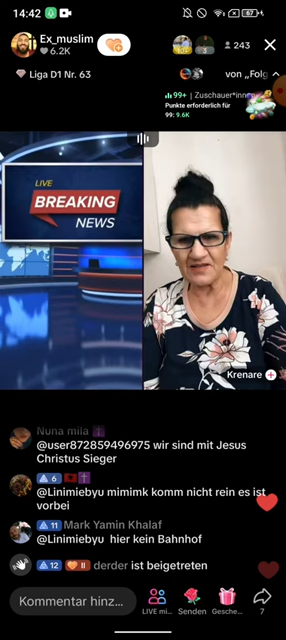 14:42
67
Ex_muslim
6.2K
243
Liga D1 Nr. 63
von „Folg
99+ | Zuschauer*inne
Punkte erforderlich für
99: 9.6K
LIVE
BREAKING
NEWS
Krenare
Nuna mila
@user872859496975 wir sind mit Jesus
Christus Sieger
6
@Linimiebyu mimimk komm nicht rein es ist
vorbei
11 Mark Yamin Khalaf
@Linimiebyu hier kein Bahnhof
12 II derder ist beigetreten
Kommentar hinz...
LIVE mi...
Senden
Gesche...
7